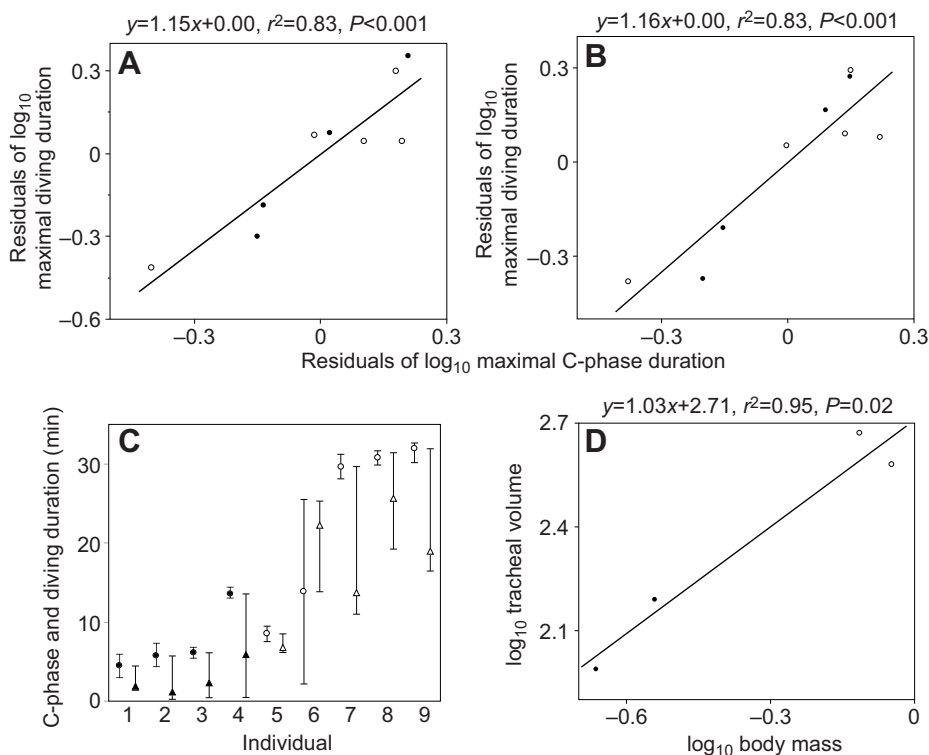 y=1.15x+0.00, r²=0.83, P<0.001
A
Residuals of log₁₀
maximal diving duration
0.3
0
–0.3
–0.6
–0.3
0
0.3
y=1.16x+0.00, r²=0.83, P<0.001
B
Residuals of log₁₀
maximal diving duration
0.3
0
–0.3
–0.3
0
0.3
Residuals of log₁₀ maximal C-phase duration
C
C-phase and diving duration (min)
30
20
10
0
1 2 3 4 5 6 7 8 9
Individual
y=1.03x+2.71, r²=0.95, P=0.02
D
log₁₀ tracheal volume
2.7
2.4
2.1
–0.6
–0.3
0
log₁₀ body mass